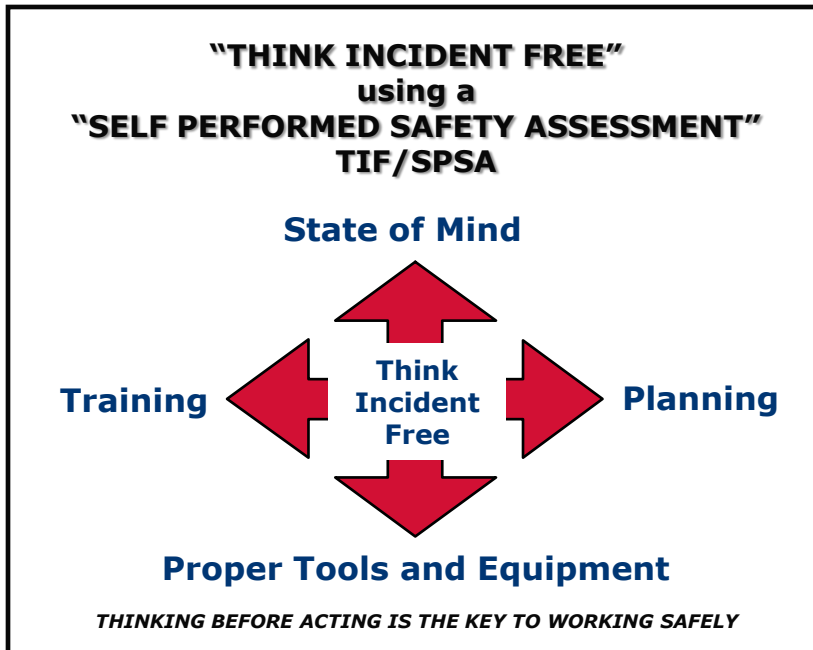 “THINK INCIDENT FREE”
using a
“SELF PERFORMED SAFETY ASSESSMENT”
TIF/SPSA
State of Mind
Training
Think
Incident
Free
Planning
Proper Tools and Equipment
THINKING BEFORE ACTING IS THE KEY TO WORKING SAFELY